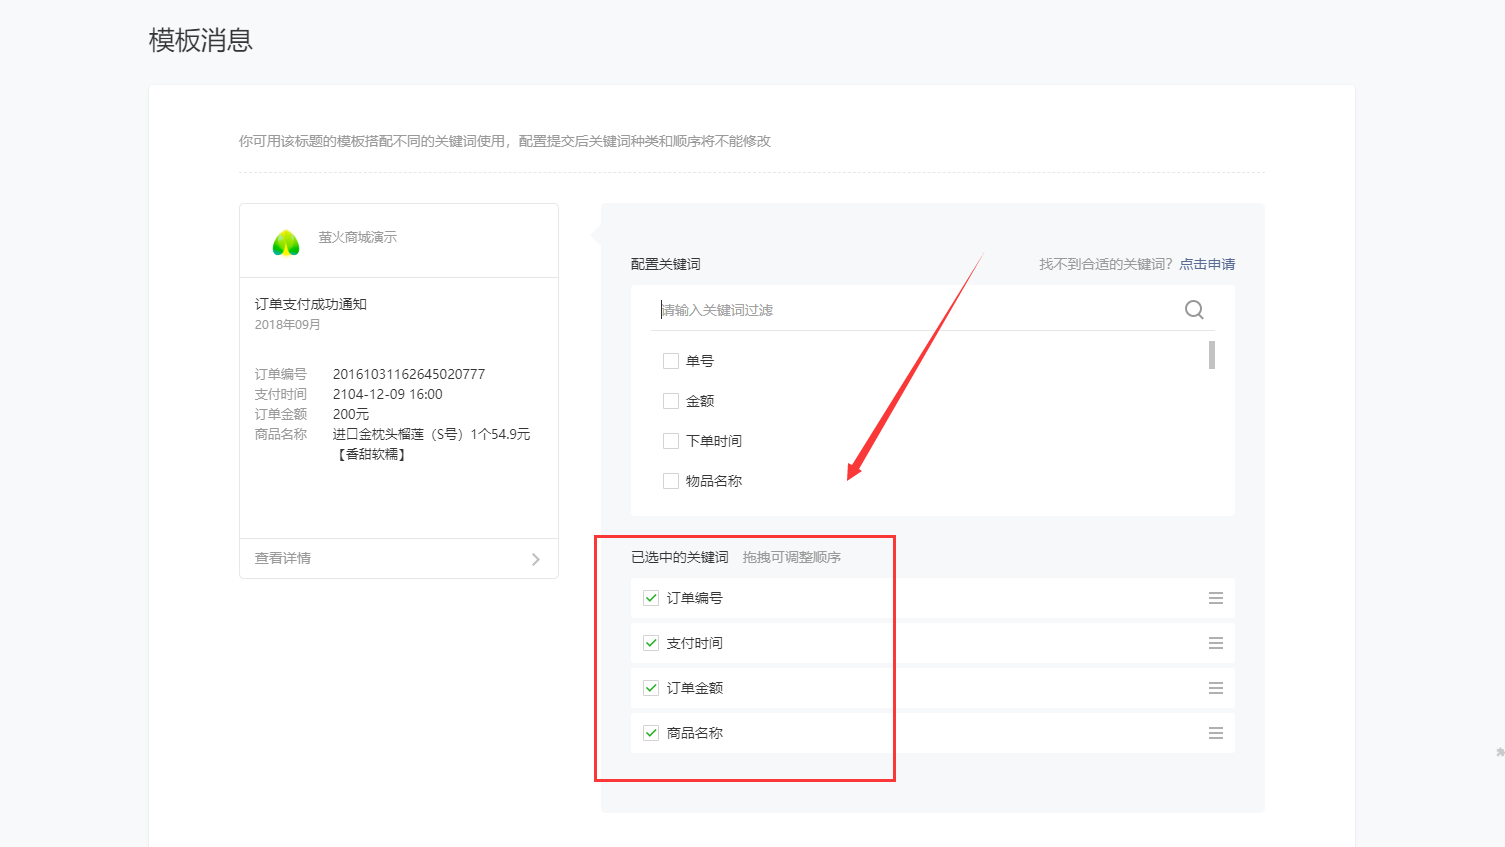 模板消息
你可用该标题的模板搭配不同的关键词使用，配置提交后关键词种类和顺序将不能修改
萤火商城演示
订单支付成功通知
2018年09月
订单编号 20161031162645020777
支付时间 2104-12-09 16:00
订单金额 200元
商品名称 进口金枕头榴莲（S号）1个54.9元
【香甜软糯】
查看详情
配置关键词 找不到合适的关键词？点击申请
请输入关键词过滤
单号
金额
下单时间
物品名称
已选中的关键词 拖拽可调整顺序
订单编号
支付时间
订单金额
商品名称